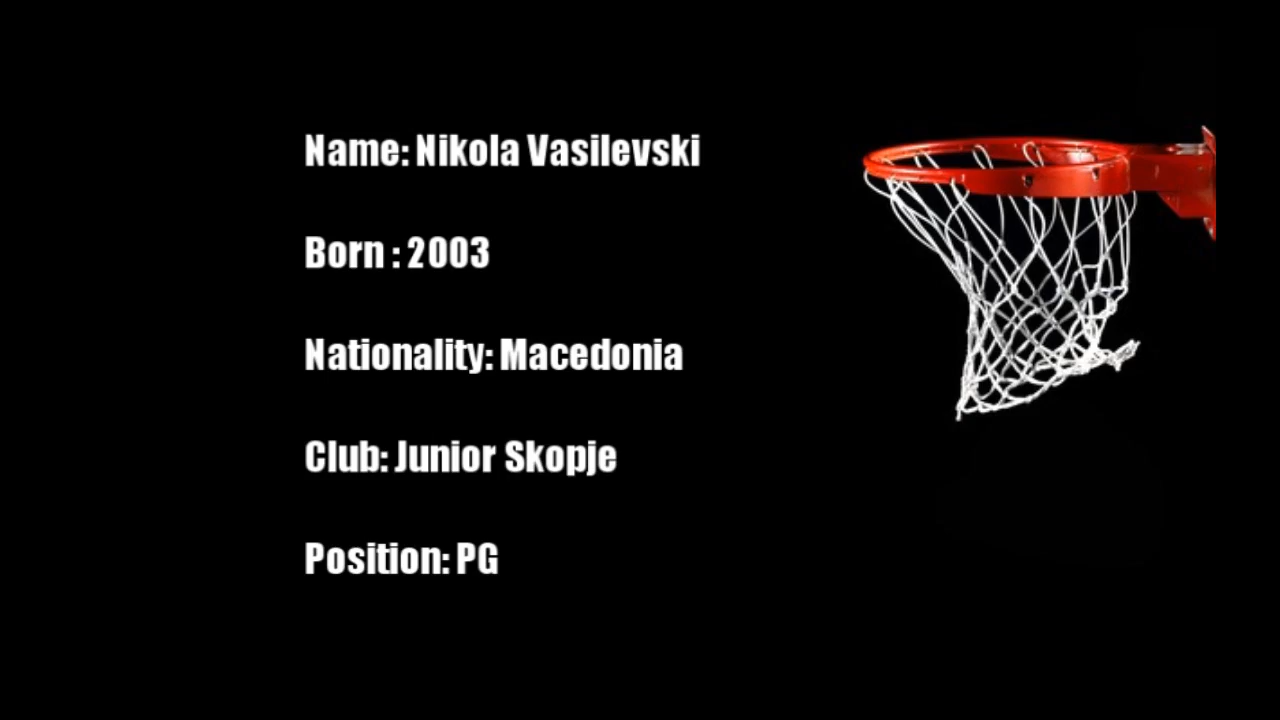 Name: Nikola Vasilevski
Born : 2003
Nationality: Macedonia
Club: Junior Skopje
Position: PG